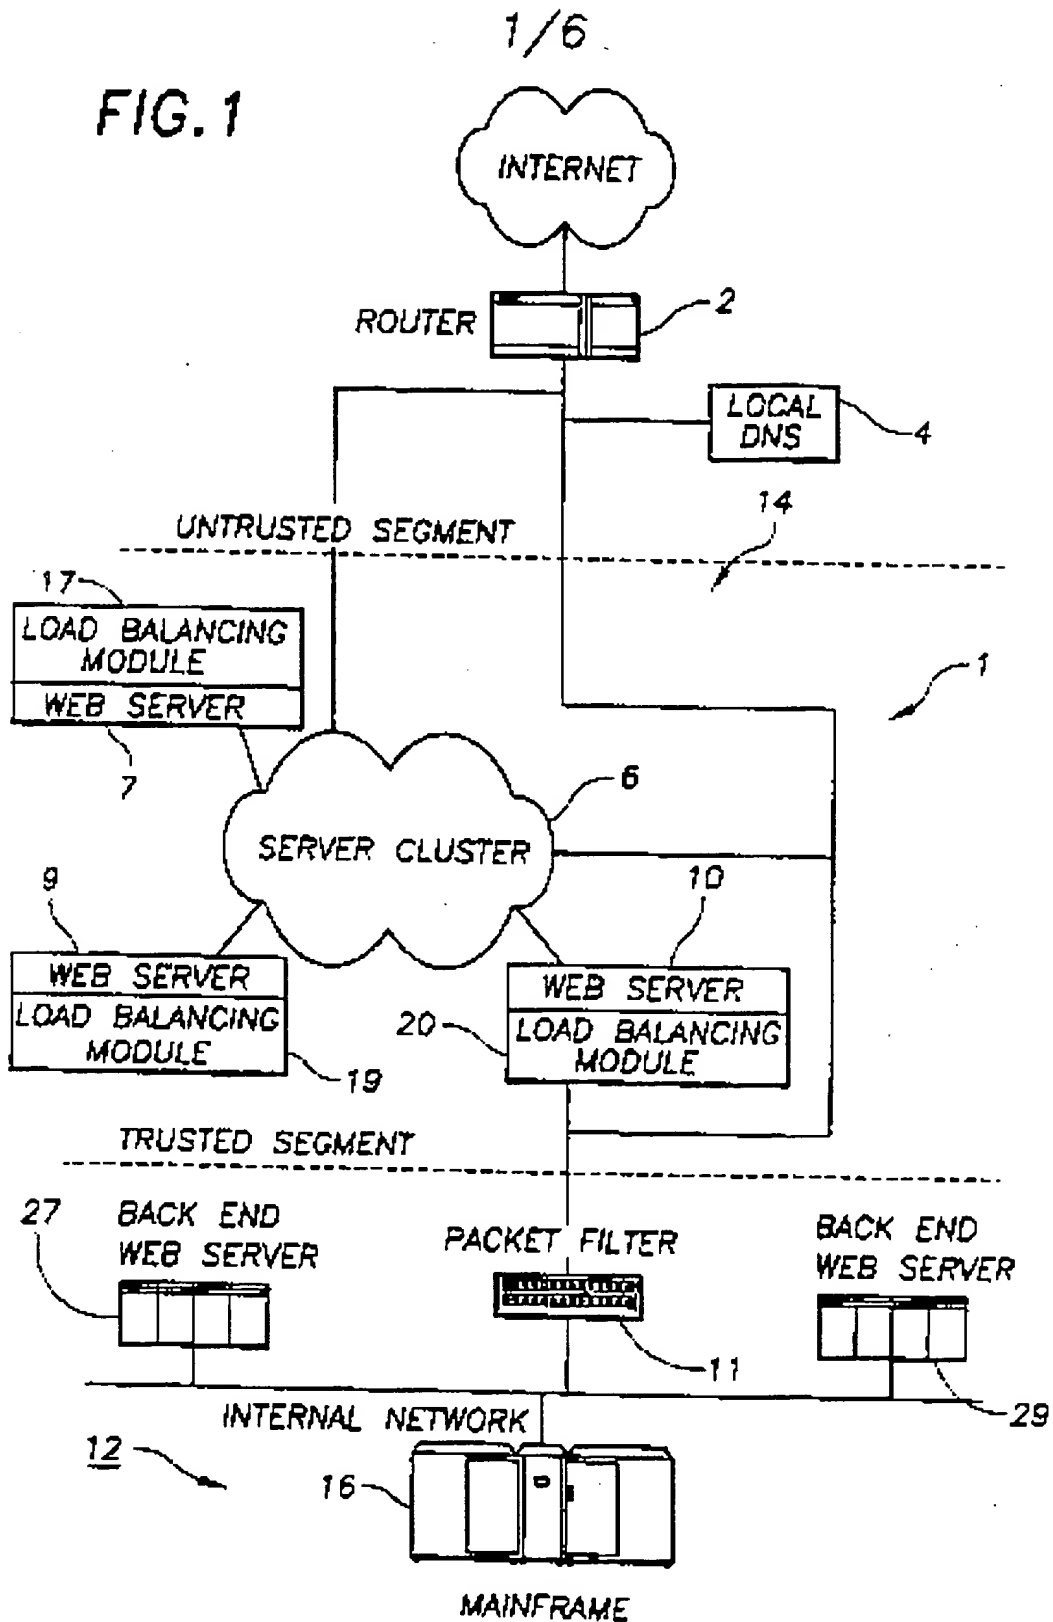 1/6
FIG. 1
INTERNET
ROUTER
2
LOCAL
DNS
4
14
UNTRUSTED SEGMENT
17
LOAD BALANCING
MODULE
WEB SERVER
7
1
6
SERVER CLUSTER
9
WEB SERVER
LOAD BALANCING
MODULE
19
10
WEB SERVER
20
LOAD BALANCING
MODULE
TRUSTED SEGMENT
27
BACK END
WEB SERVER
PACKET FILTER
11
BACK END
WEB SERVER
29
INTERNAL NETWORK
12
16
MAINFRAME